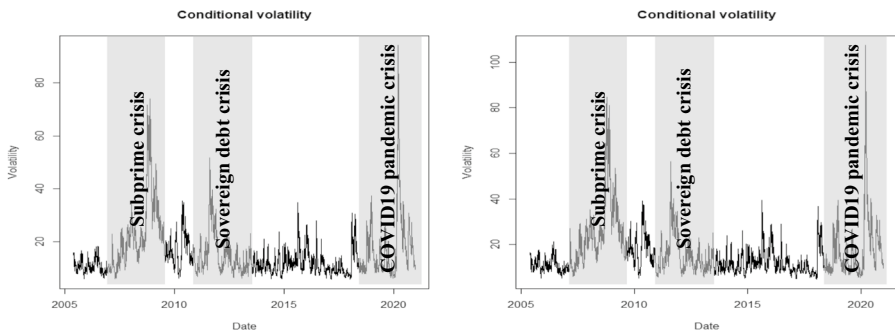 Conditional volatility
Volatility
80
60
40
20
Subprime crisis
Sovereign debt crisis
COVID19 pandemic crisis
2005 2010 2015 2020
Date
Conditional volatility
Volatility
100
80
60
40
20
Subprime crisis
Sovereign debt crisis
COVID19 pandemic crisis
2005 2010 2015 2020
Date